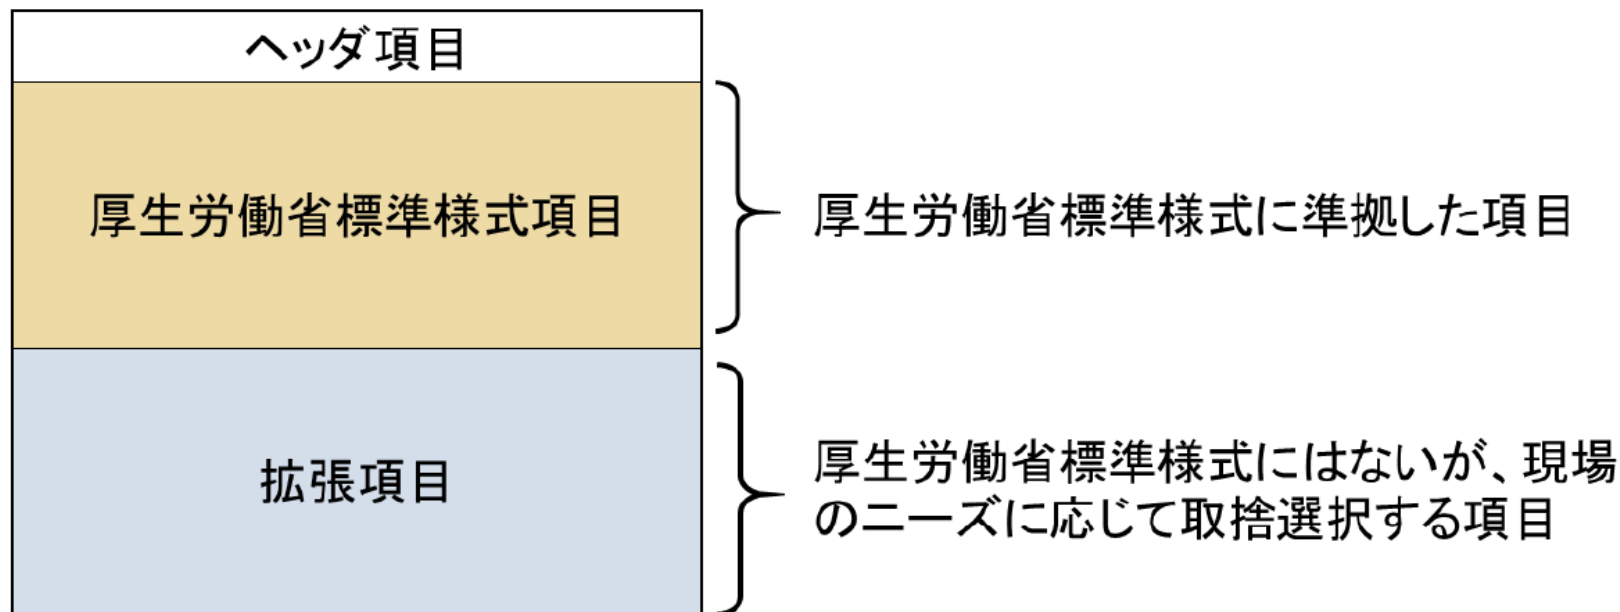 ヘッダ項目
厚生労働省標準様式項目
厚生労働省標準様式に準拠した項目
拡張項目
厚生労働省標準様式にはないが、現場
のニーズに応じて取捨選択する項目